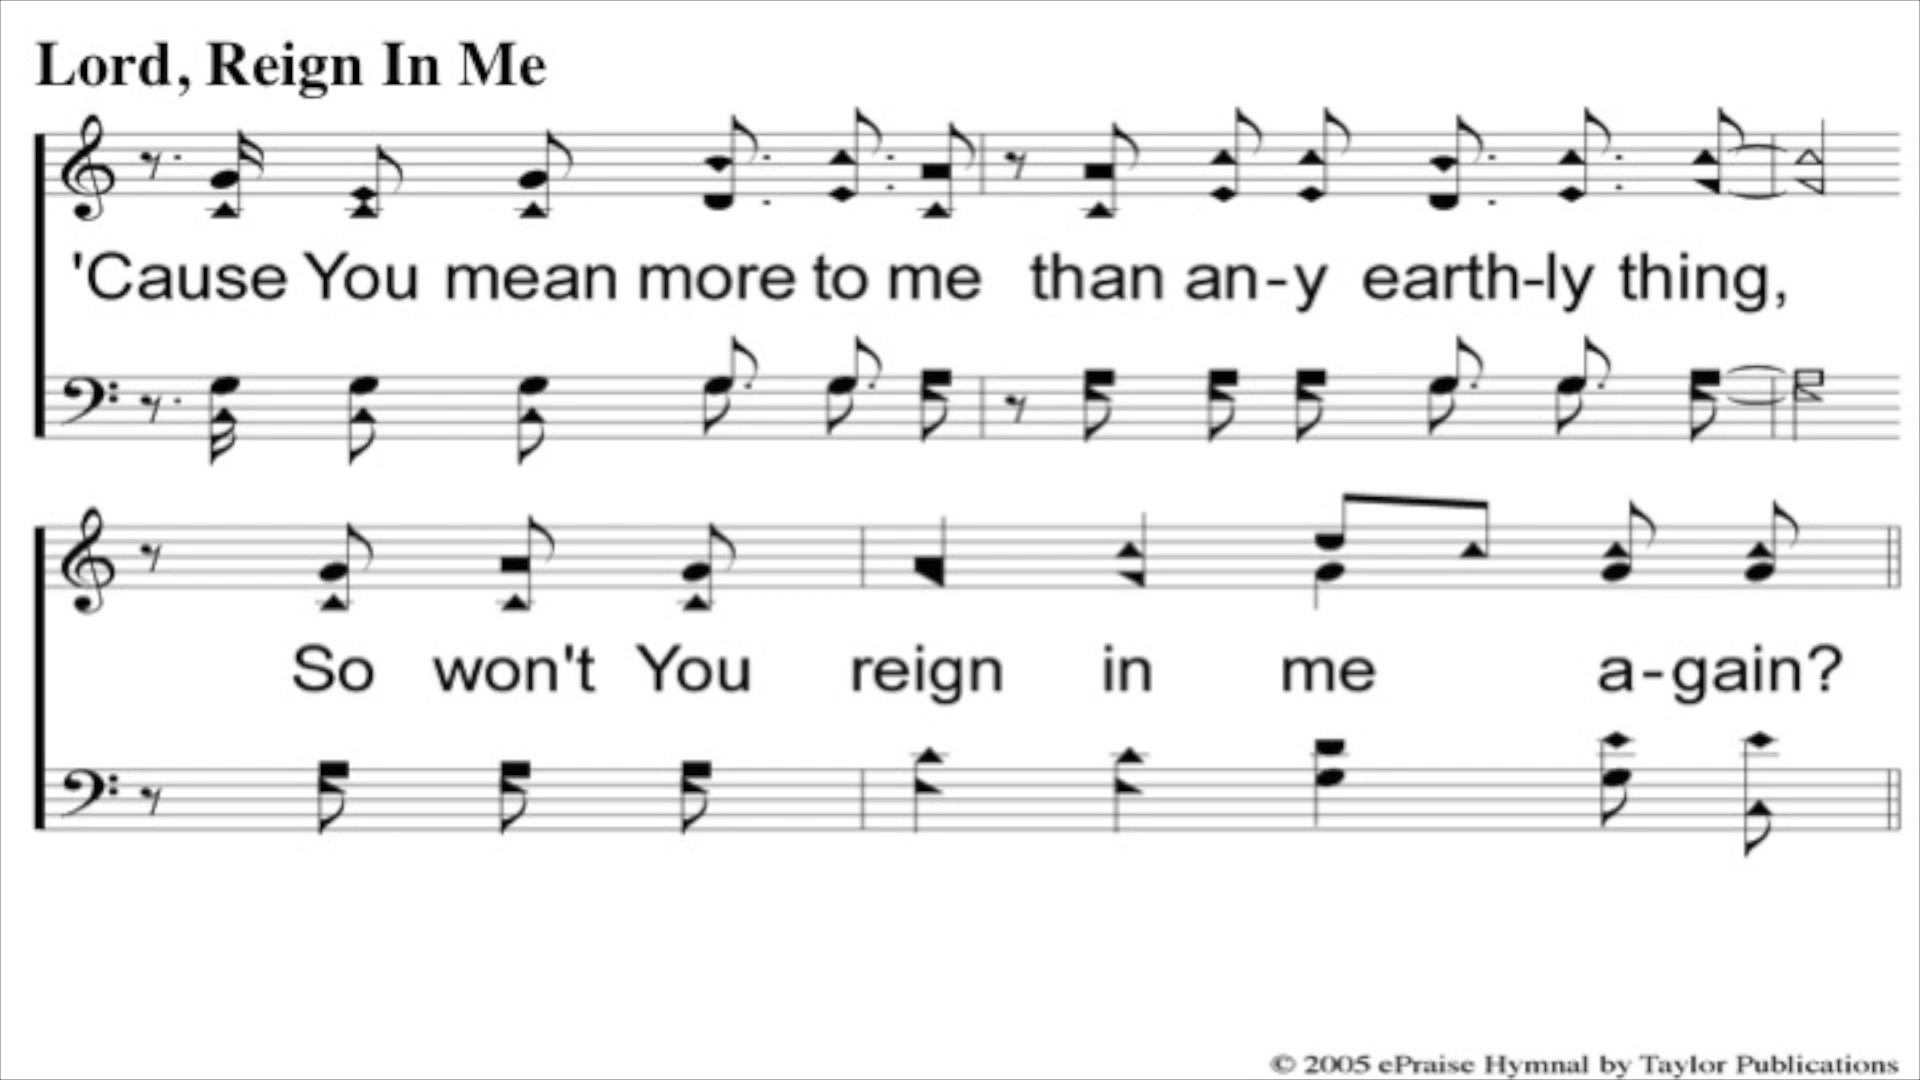 Lord, Reign In Me
'Cause You mean more to me than an-y earth-ly thing,
So won't You reign in me a-gain?
© 2005 ePraise Hymnal by Taylor Publications